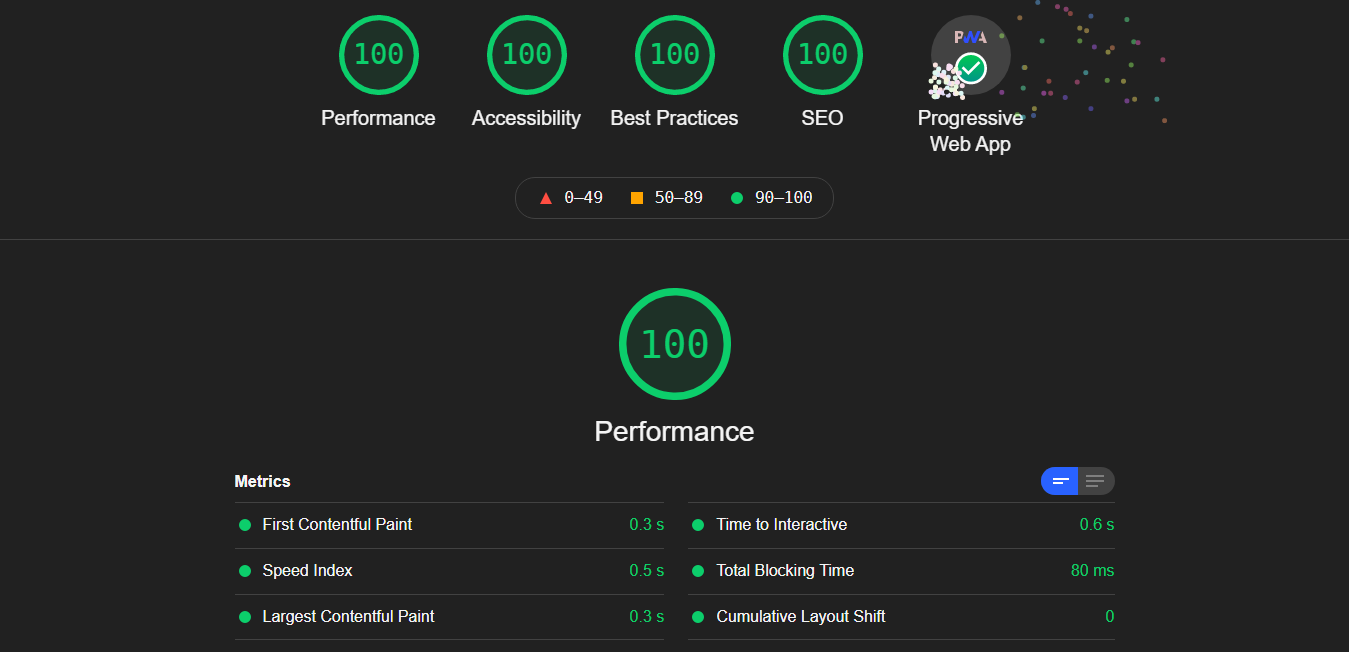 100 100 100 100 PWA
Performance Accessibility Best Practices SEO Progressive
Web App
0–49 50–89 90–100
100
Performance
Metrics
First Contentful Paint 0.3 s Time to Interactive 0.6 s
Speed Index 0.5 s Total Blocking Time 80 ms
Largest Contentful Paint 0.3 s Cumulative Layout Shift 0